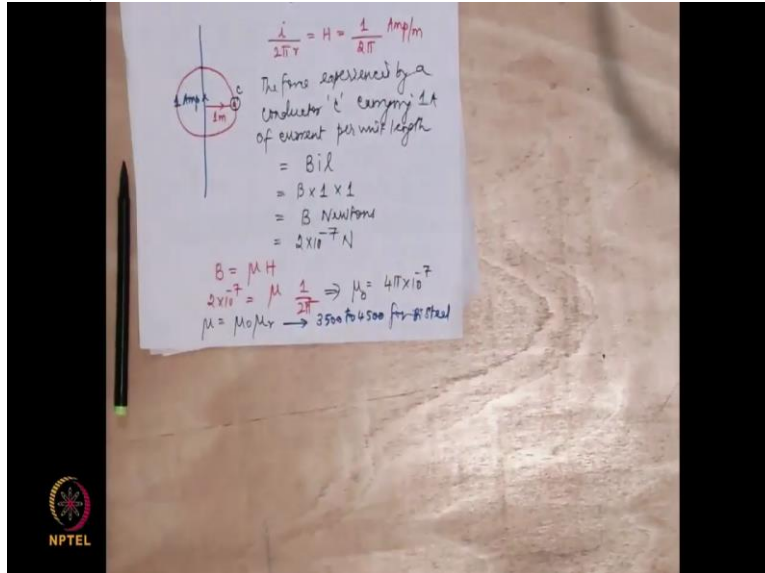 i/2πr = H = 1/2π Amp/m
The force experienced by a
conductor 'c' carrying 1A
of current per unit length
= Bil
= B × 1 × 1
= B Newtons
= 2×10⁻⁷ N
1 Amp
1m
c
B = μH
2×10⁻⁷ = μ 1/2π ⇒ μ₀ = 4π×10⁻⁷
μ = μ₀μr → 3500 to 4500 for Steel
NPTEL